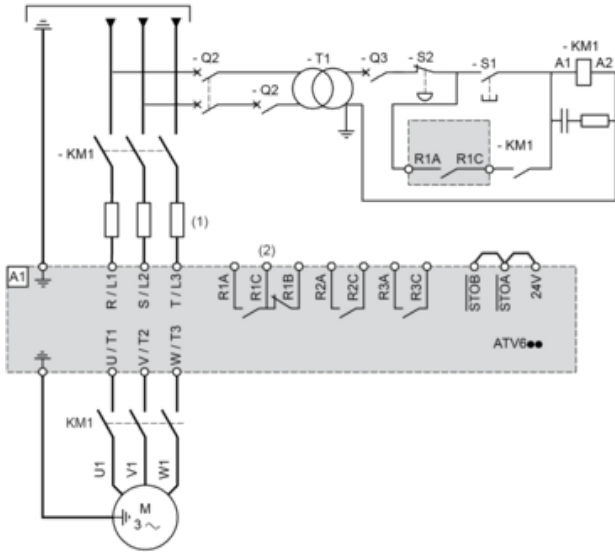 - Q2 - T1 - Q3 - S2 - S1 - KM1
A1 A2
- Q2
- KM1
R1A R1C
- KM1
(1)
(2)
A1
R / L1 S / L2 T / L3 R1A R1C R1B R2A R2C R3A R3C STOB STOA 24V
U / T1 V / T2 W / T3
ATV6●●
KM1
U1 V1 W1
M
3 ~